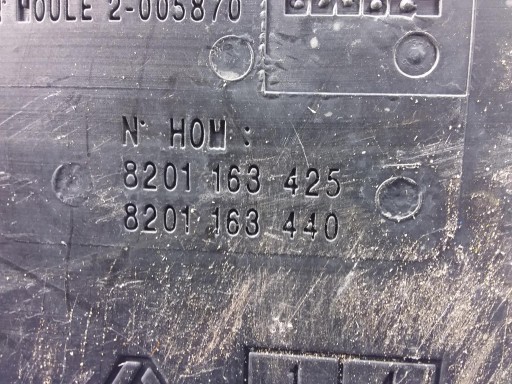 MOULE 2-005870
N° HOM :
8201 163 425
8201 163 440